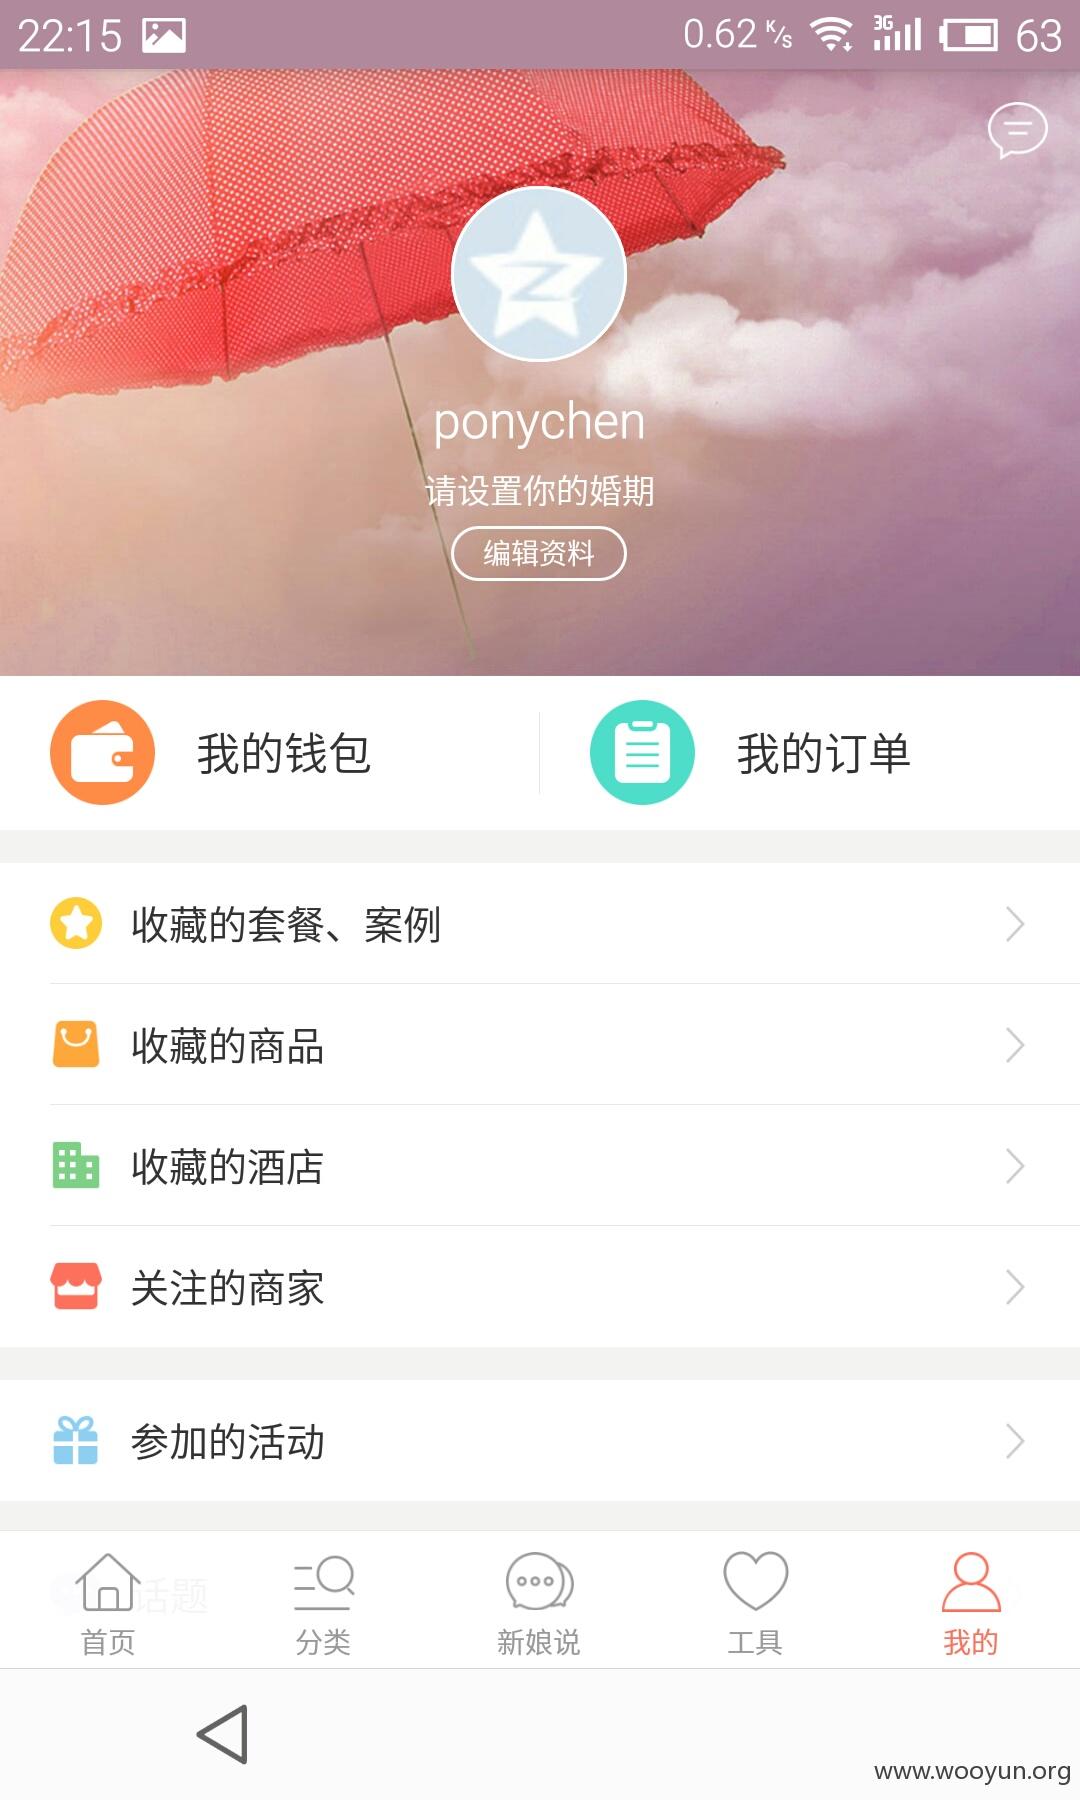 22:15 0.62 K/s 3G 63
ponychen
请设置你的婚期
编辑资料
我的钱包 我的订单
收藏的套餐、案例
收藏的商品
收藏的酒店
关注的商家
参加的活动
话题
首页 分类 新娘说 工具 我的
www.wooyun.org